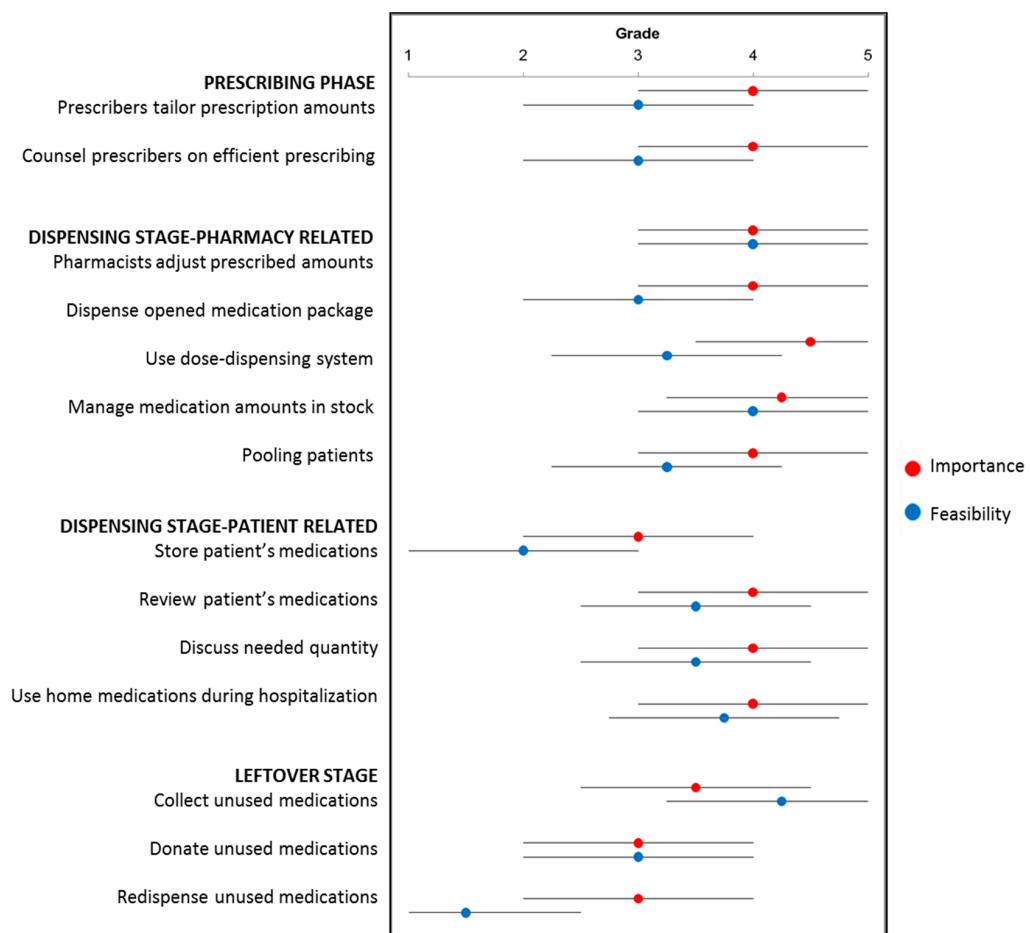 Grade
1 2 3 4 5
PRESCRIBING PHASE
Prescribers tailor prescription amounts
Counsel prescribers on efficient prescribing
DISPENSING STAGE-PHARMACY RELATED
Pharmacists adjust prescribed amounts
Dispense opened medication package
Use dose-dispensing system
Manage medication amounts in stock
Pooling patients
Importance
Feasibility
DISPENSING STAGE-PATIENT RELATED
Store patient’s medications
Review patient’s medications
Discuss needed quantity
Use home medications during hospitalization
LEFTOVER STAGE
Collect unused medications
Donate unused medications
Redispense unused medications